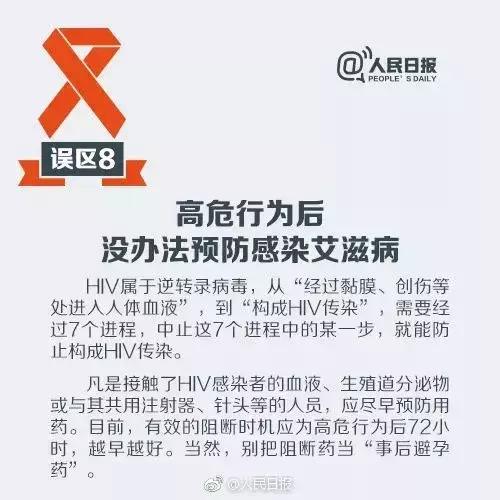 @人民日报
PEOPLE'S DAILY
误区8
高危行为后
没办法预防感染艾滋病
HIV属于逆转录病毒，从“经过黏膜、创伤等
处进入人体血液”，到“构成HIV传染”，需要经
过7个进程，中止这7个进程中的某一步，就能防
止构成HIV传染。
凡是接触了HIV感染者的血液、生殖道分泌物
或与其共用注射器、针头等的人员，应尽早预防用
药。目前，有效的阻断时机应为高危行为后72小
时，越早越好。当然，别把阻断药当“事后避孕
药”。
@人民日报